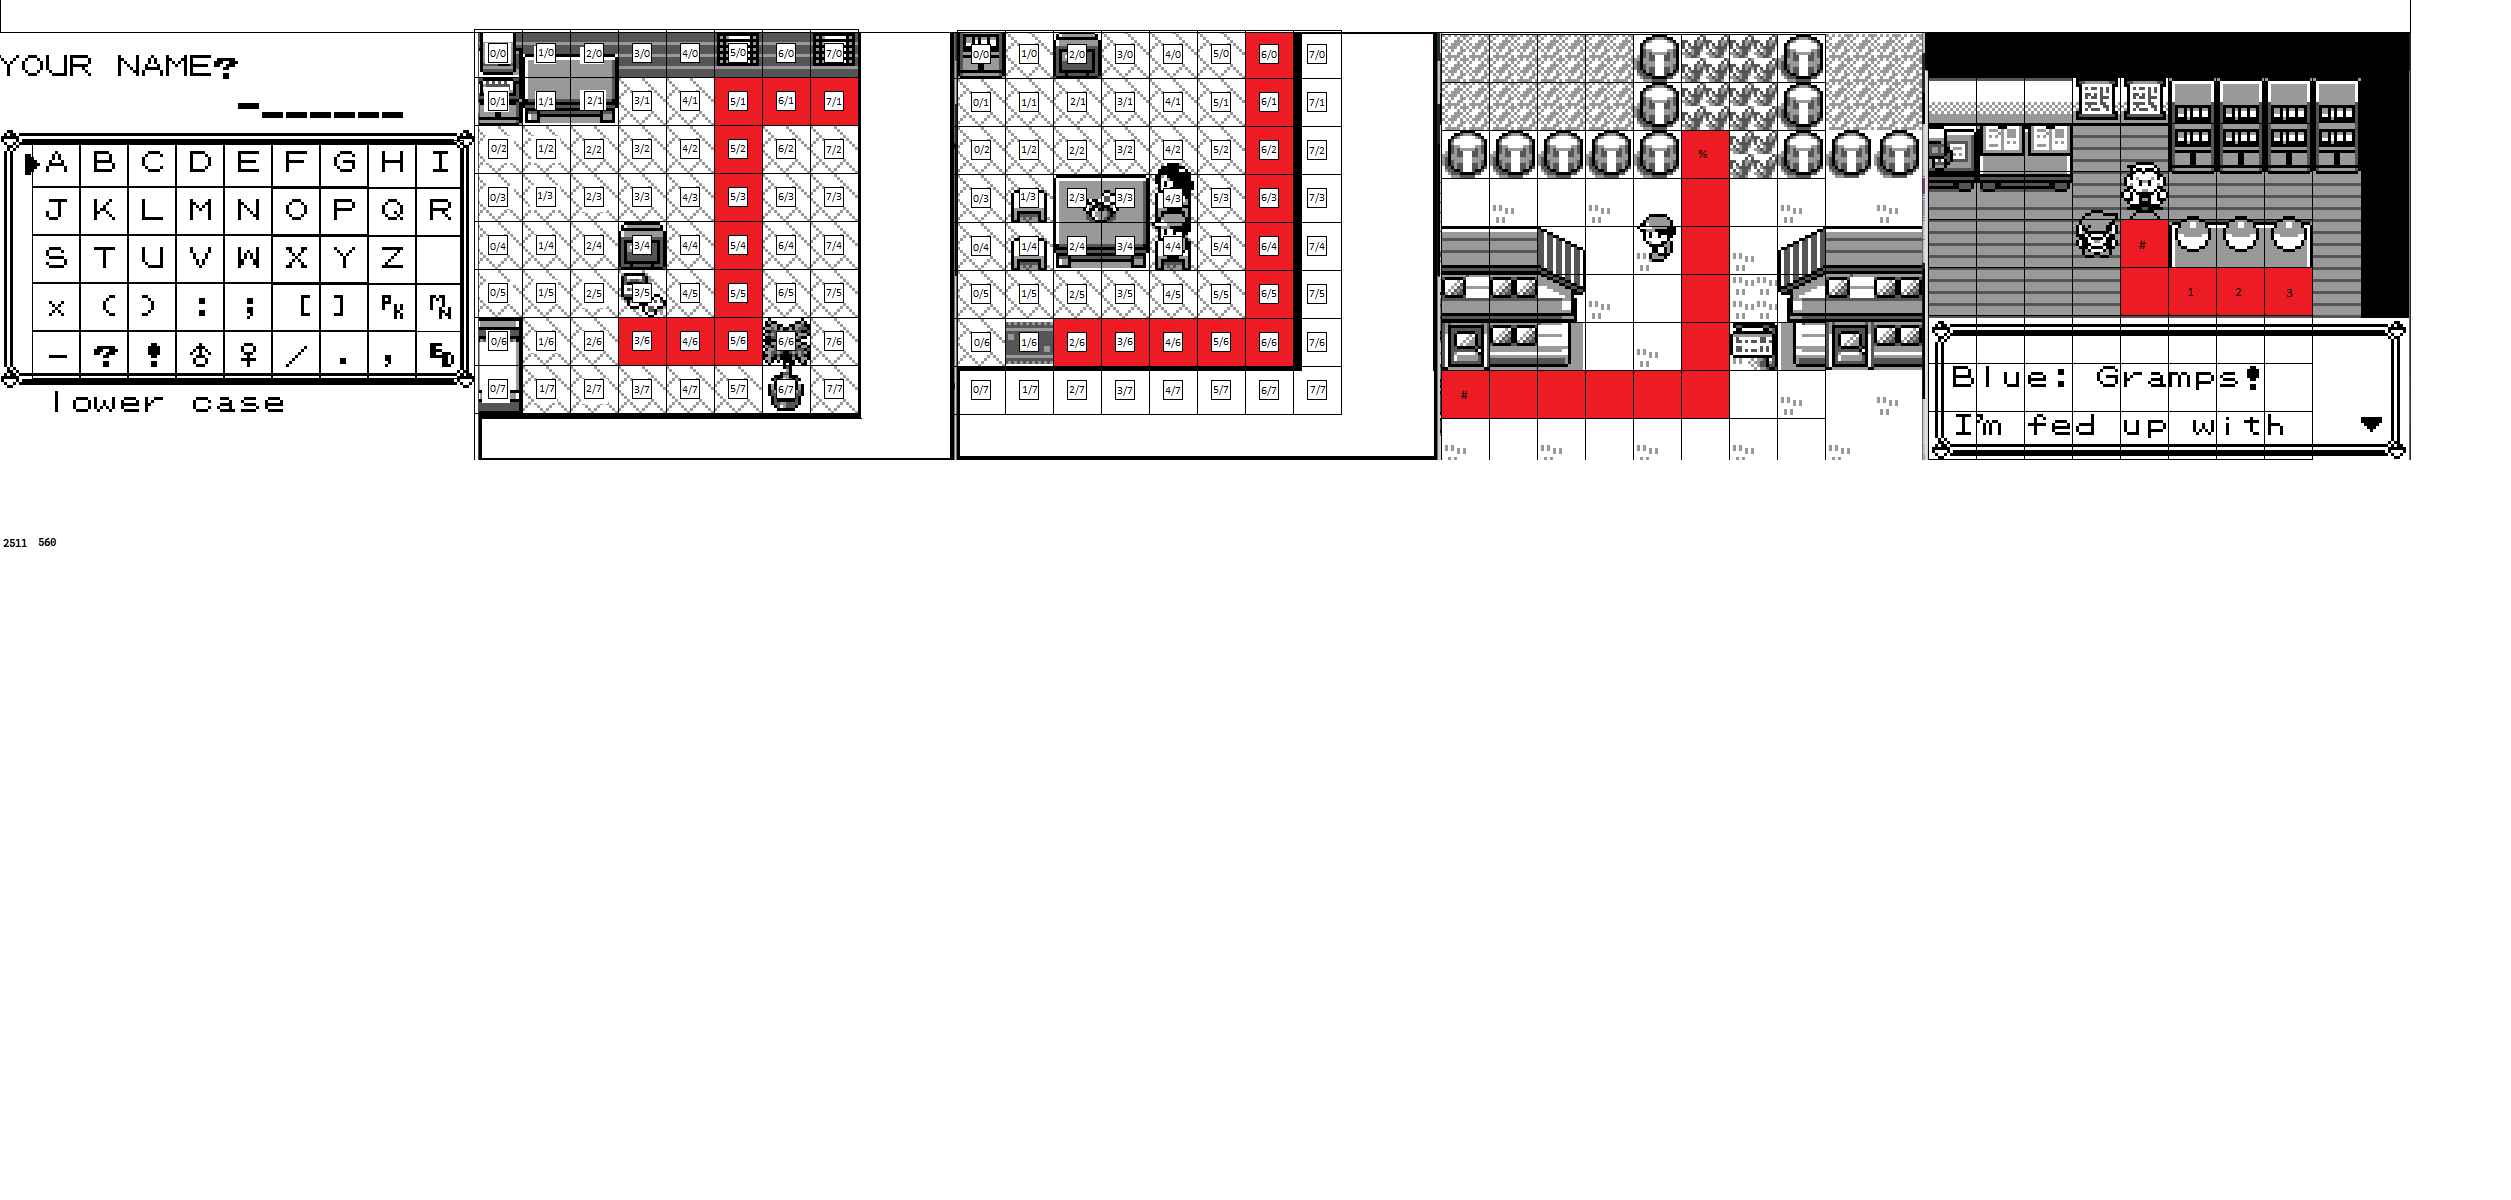 YOUR NAME?
A B C D E F G H I
J K L M N O P Q R
S T U V W X Y Z
x ( ) : ; [ ] PK MN
- ? ! ♂ ♀ / . , ED
lower case
0/0 1/0 2/0 3/0 4/0 5/0 6/0 7/0
0/1 1/1 2/1 3/1 4/1 5/1 6/1 7/1
0/2 1/2 2/2 3/2 4/2 5/2 6/2 7/2
0/3 1/3 2/3 3/3 4/3 5/3 6/3 7/3
0/4 1/4 2/4 3/4 4/4 5/4 6/4 7/4
0/5 1/5 2/5 3/5 4/5 5/5 6/5 7/5
0/6 1/6 2/6 3/6 4/6 5/6 6/6 7/6
0/7 1/7 2/7 3/7 4/7 5/7 6/7 7/7
0/0 1/0 2/0 3/0 4/0 5/0 6/0 7/0
0/1 1/1 2/1 3/1 4/1 5/1 6/1 7/1
0/2 1/2 2/2 3/2 4/2 5/2 6/2 7/2
0/3 1/3 2/3 3/3 4/3 5/3 6/3 7/3
0/4 1/4 2/4 3/4 4/4 5/4 6/4 7/4
0/5 1/5 2/5 3/5 4/5 5/5 6/5 7/5
0/6 1/6 2/6 3/6 4/6 5/6 6/6 7/6
0/7 1/7 2/7 3/7 4/7 5/7 6/7 7/7
%
#
#
1 2 3
Blue: Gramps!
I'm fed up with
2511 560